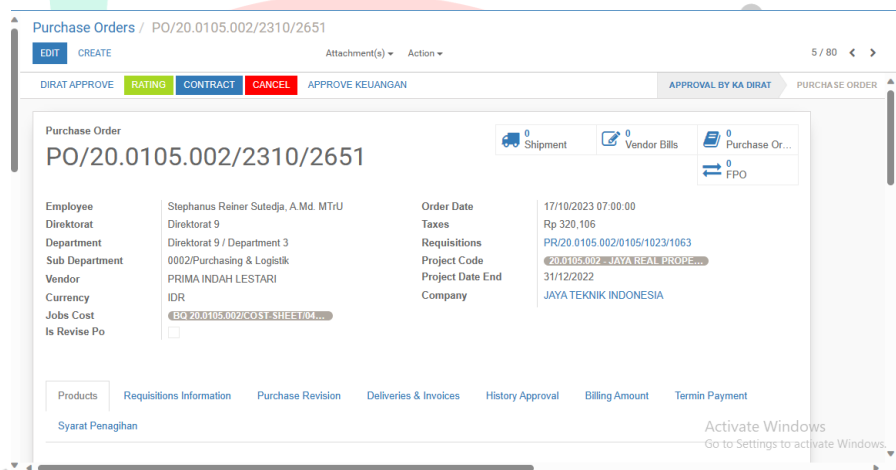 Purchase Orders / PO/20.0105.002/2310/2651
EDIT CREATE Attachment(s) Action 5 / 80
DIRAT APPROVE RATING CONTRACT CANCEL APPROVE KEUANGAN APPROVAL BY KA DIRAT PURCHASE ORDER
Purchase Order
PO/20.0105.002/2310/2651
0 Shipment
0 Vendor Bills
0 Purchase Or...
0 FPO
Employee Stephanus Reiner Sutedja, A.Md. MTrU
Direktorat Direktorat 9
Department Direktorat 9 / Department 3
Sub Department 0002/Purchasing & Logistik
Vendor PRIMA INDAH LESTARI
Currency IDR
Jobs Cost BQ 20.0105.002/COST-SHEET/04...
Is Revise Po
Order Date 17/10/2023 07:00:00
Taxes Rp 320,106
Requisitions PR/20.0105.002/0105/1023/1063
Project Code 20.0105.002 - JAYA REAL PROPE...
Project Date End 31/12/2022
Company JAYA TEKNIK INDONESIA
Products Requisitions Information Purchase Revision Deliveries & Invoices History Approval Billing Amount Termin Payment
Syarat Penagihan
Activate Windows
Go to Settings to activate Windows.